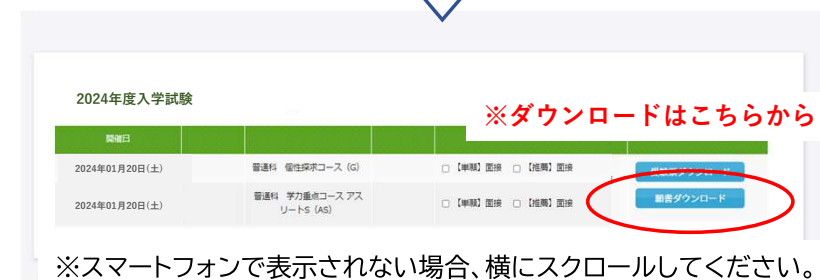 2024年度入学試験
※ダウンロードはこちらから
開催日
2024年01月20日(土)
普通科 個性探求コース (G)
【単願】面接 【推薦】面接
2024年01月20日(土)
普通科 学力重点コース アス
リートS (AS)
【単願】面接 【推薦】面接
願書ダウンロード
※スマートフォンで表示されない場合、横にスクロールしてください。